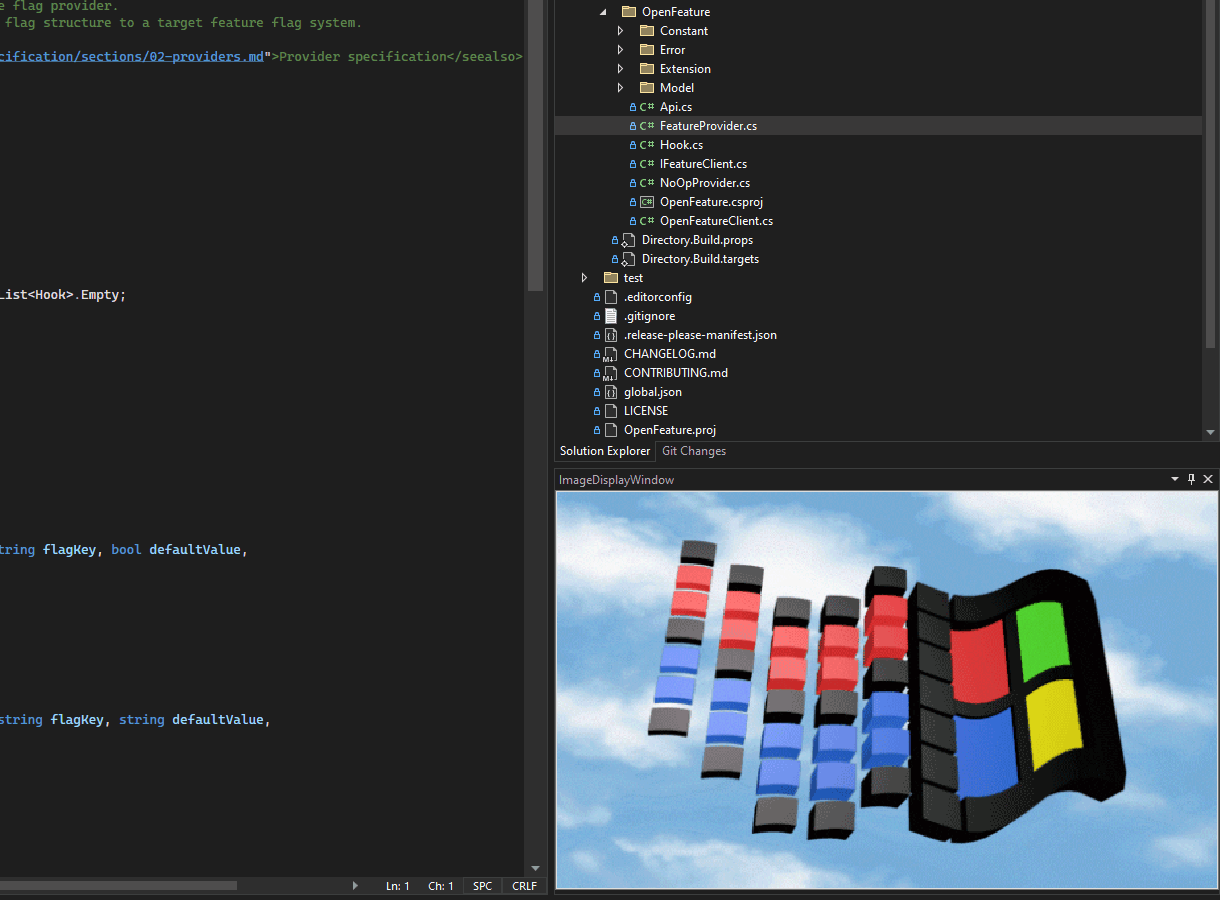 e flag provider.
flag structure to a target feature flag system.
cification/sections/02-providers.md">Provider specification</seealso>
List<Hook>.Empty;
tring flagKey, bool defaultValue,
string flagKey, string defaultValue,
Ln: 1 Ch: 1 SPC CRLF
OpenFeature
Constant
Error
Extension
Model
C# Api.cs
C# FeatureProvider.cs
C# Hook.cs
C# IFeatureClient.cs
C# NoOpProvider.cs
C# OpenFeature.csproj
C# OpenFeatureClient.cs
Directory.Build.props
Directory.Build.targets
test
.editorconfig
.gitignore
.release-please-manifest.json
CHANGELOG.md
CONTRIBUTING.md
global.json
LICENSE
OpenFeature.proj
Solution Explorer Git Changes
ImageDisplayWindow